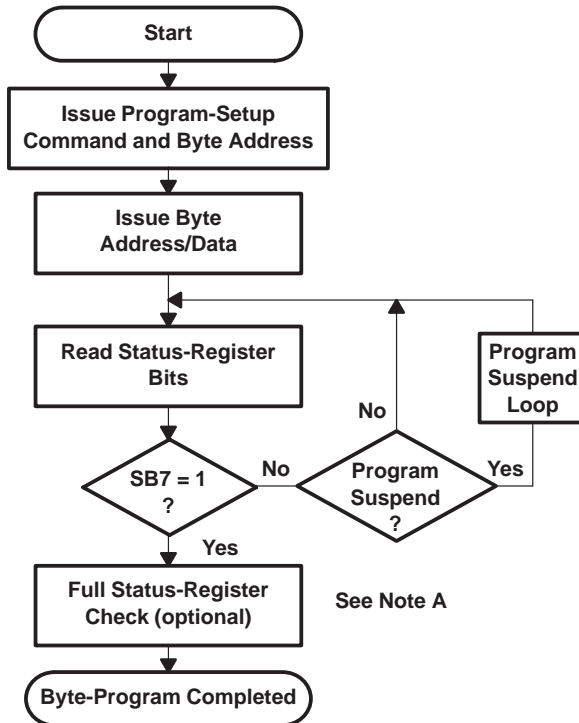 Start
Issue Program-Setup
Command and Byte Address
Issue Byte
Address/Data
Read Status-Register
Bits
Program
Suspend
Loop
No
SB7 = 1
?
No
Program
Suspend
?
Yes
Yes
Full Status-Register
Check (optional)
See Note A
Byte-Program Completed